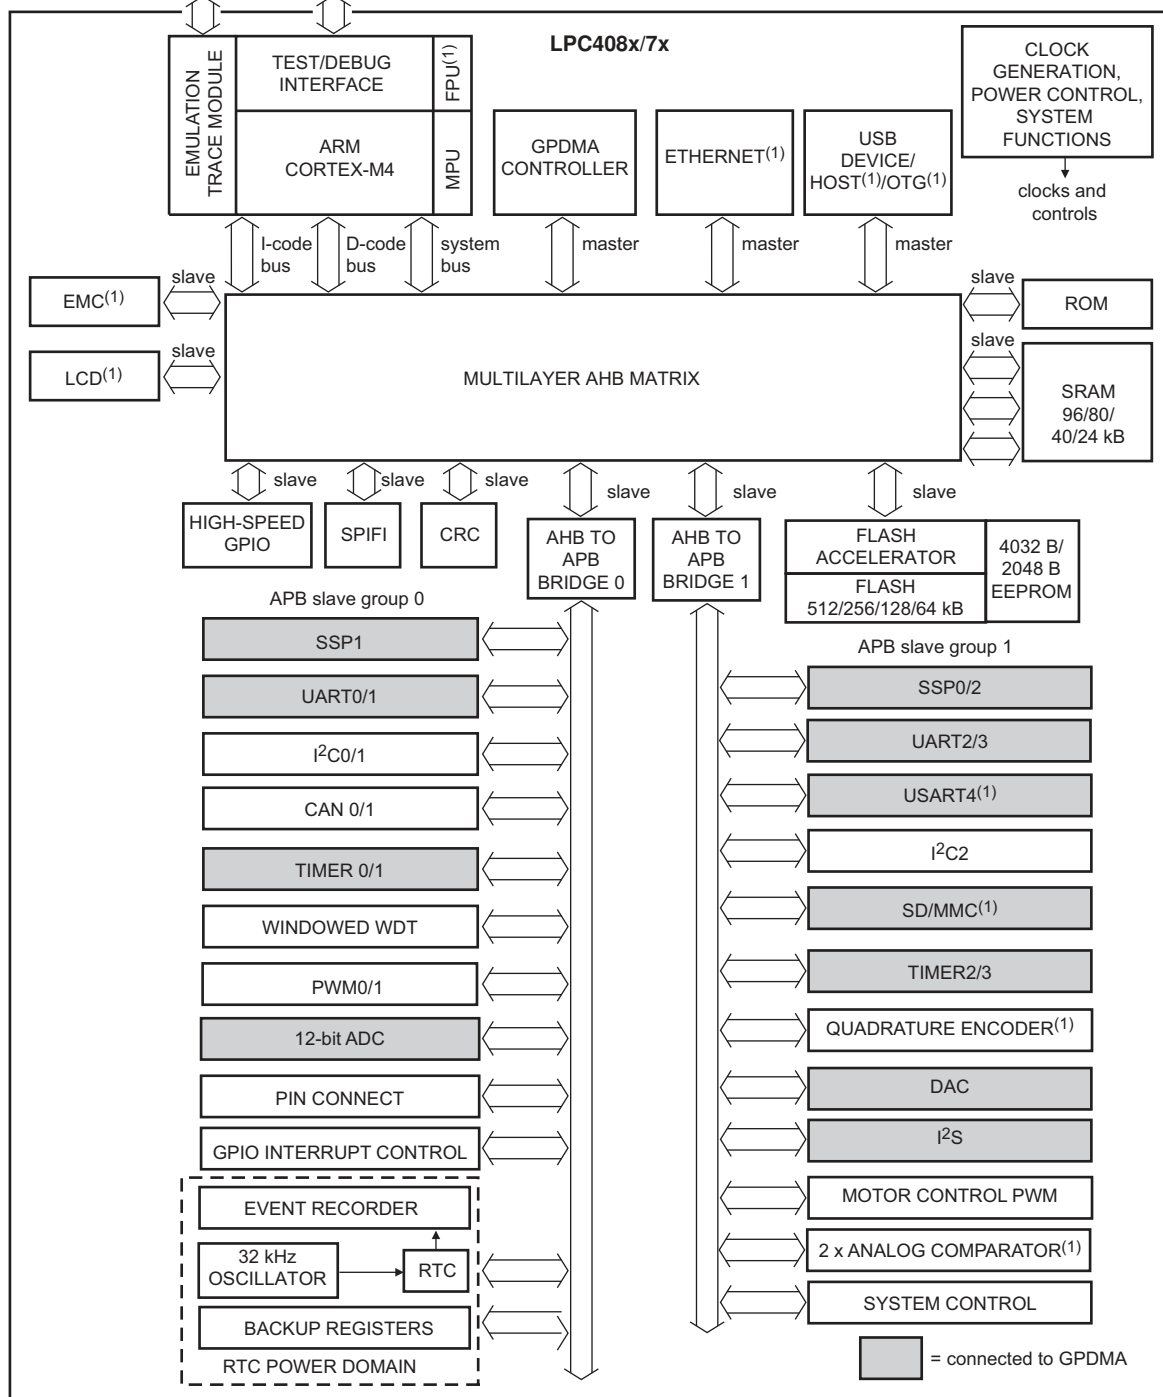 LPC408x/7x
EMULATION
TRACE MODULE
TEST/DEBUG
INTERFACE
FPU(1)
ARM
CORTEX-M4
MPU
GPDMA
CONTROLLER
ETHERNET(1)
USB
DEVICE/
HOST(1)/OTG(1)
CLOCK
GENERATION,
POWER CONTROL,
SYSTEM
FUNCTIONS
clocks and
controls
I-code
bus
D-code
bus
system
bus
master
master
master
slave
EMC(1)
slave
LCD(1)
MULTILAYER AHB MATRIX
slave
ROM
slave
SRAM
96/80/
40/24 kB
slave
slave
slave
slave
slave
slave
HIGH-SPEED
GPIO
SPIFI
CRC
AHB TO
APB
BRIDGE 0
AHB TO
APB
BRIDGE 1
FLASH
ACCELERATOR
FLASH
512/256/128/64 kB
4032 B/
2048 B
EEPROM
APB slave group 0
SSP1
UART0/1
I2C0/1
CAN 0/1
TIMER 0/1
WINDOWED WDT
PWM0/1
12-bit ADC
PIN CONNECT
GPIO INTERRUPT CONTROL
EVENT RECORDER
32 kHz
OSCILLATOR
RTC
BACKUP REGISTERS
RTC POWER DOMAIN
APB slave group 1
SSP0/2
UART2/3
USART4(1)
I2C2
SD/MMC(1)
TIMER2/3
QUADRATURE ENCODER(1)
DAC
I2S
MOTOR CONTROL PWM
2 x ANALOG COMPARATOR(1)
SYSTEM CONTROL
= connected to GPDMA